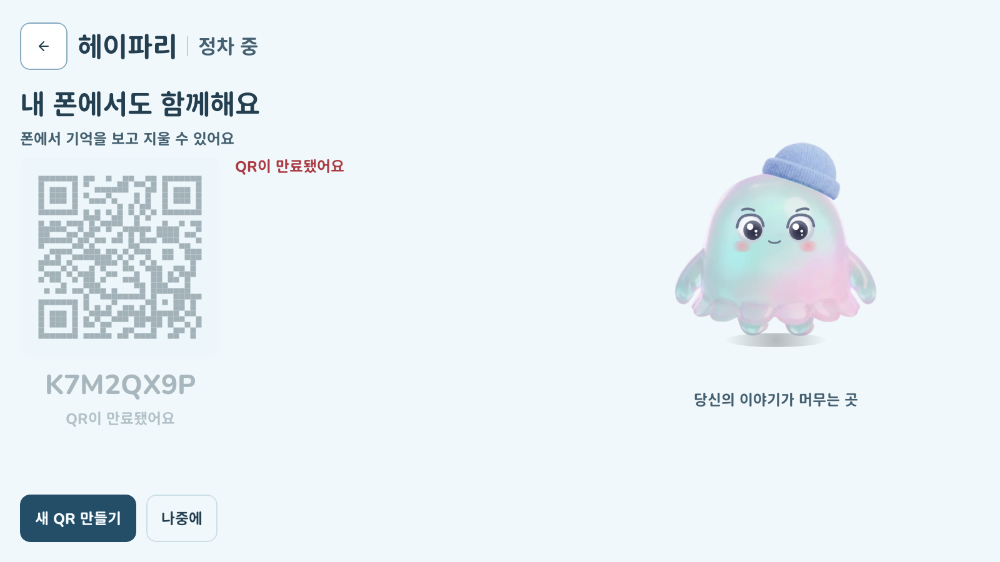 헤이파리 정차 중
내 폰에서도 함께해요
폰에서 기억을 보고 지울 수 있어요
QR이 만료됐어요
K7M2QX9P
QR이 만료됐어요
당신의 이야기가 머무는 곳
새 QR 만들기 나중에